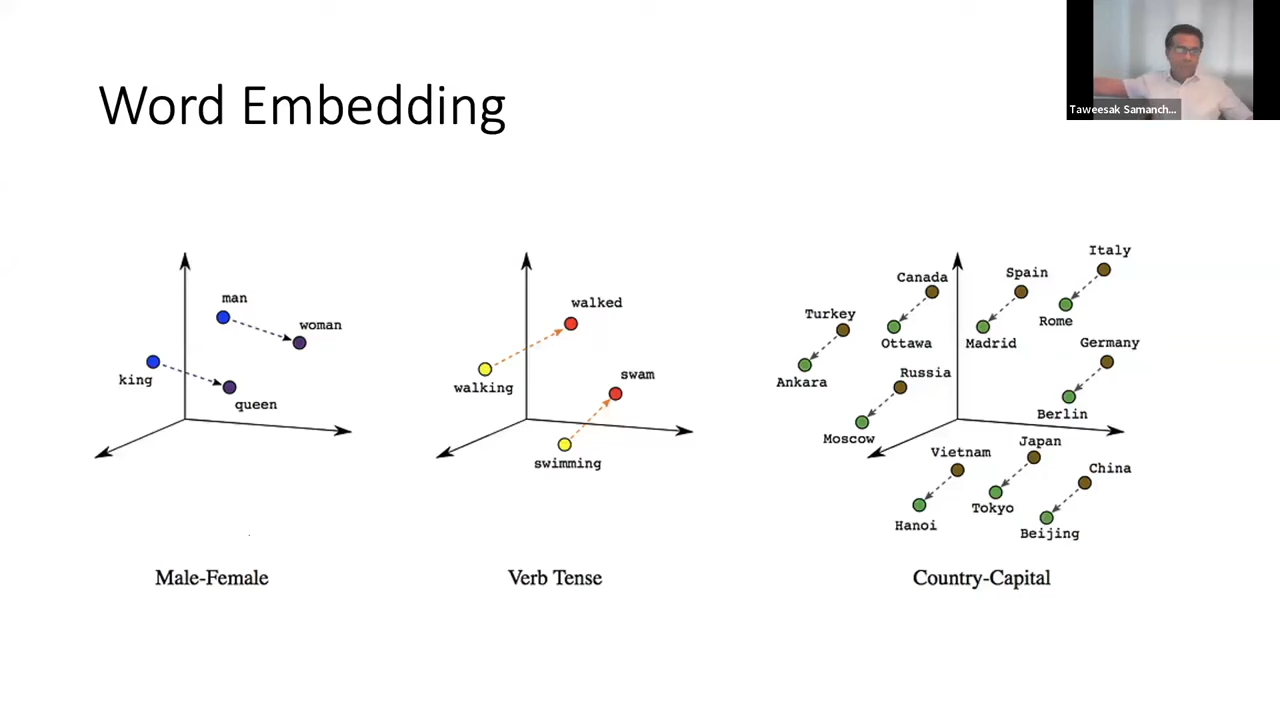 Word Embedding
Taweesak Samanch...
man
woman
king
queen
Male-Female
walked
walking
swam
swimming
Verb Tense
Italy
Spain
Canada
Rome
Turkey
Ottawa
Madrid
Germany
Ankara
Russia
Berlin
Moscow
Japan
Vietnam
China
Tokyo
Hanoi
Beijing
Country-Capital